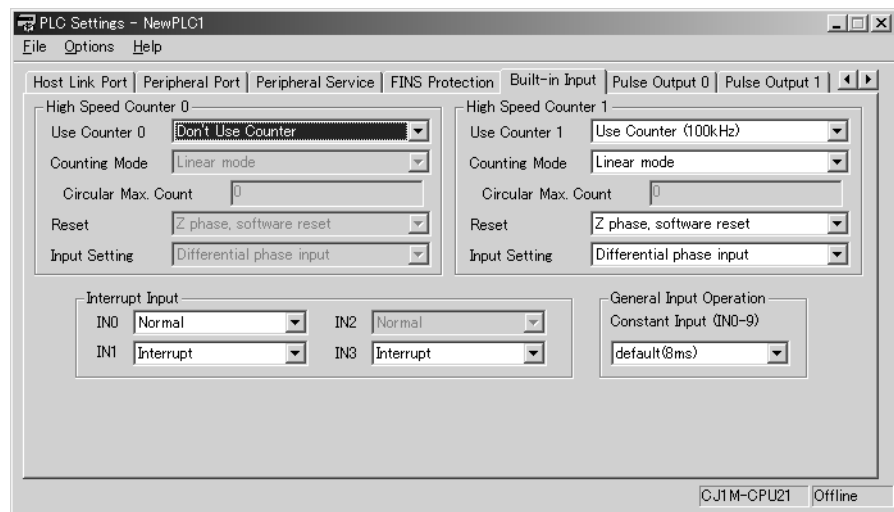 PLC Settings - NewPLC1
File Options Help
Host Link Port Peripheral Port Peripheral Service FINS Protection Built-in Input Pulse Output 0 Pulse Output 1
High Speed Counter 0
Use Counter 0 Don't Use Counter
Counting Mode Linear mode
Circular Max. Count 0
Reset Z phase, software reset
Input Setting Differential phase input
High Speed Counter 1
Use Counter 1 Use Counter (100kHz)
Counting Mode Linear mode
Circular Max. Count 0
Reset Z phase, software reset
Input Setting Differential phase input
Interrupt Input
IN0 Normal IN2 Normal
IN1 Interrupt IN3 Interrupt
General Input Operation
Constant Input (IN0-9)
default(8ms)
CJ1M-CPU21 Offline